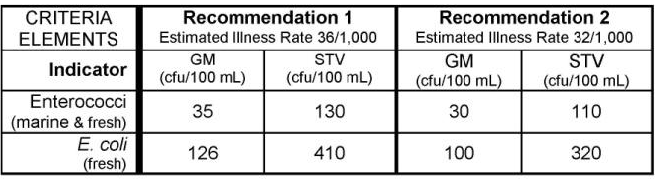 CRITERIA ELEMENTS Recommendation 1 Recommendation 2
Estimated Illness Rate 36/1,000 Estimated Illness Rate 32/1,000
Indicator GM (cfu/100 mL) STV (cfu/100 mL) GM (cfu/100 mL) STV (cfu/100 mL)
Enterococci (marine & fresh) 35 130 30 110
E. coli (fresh) 126 410 100 320